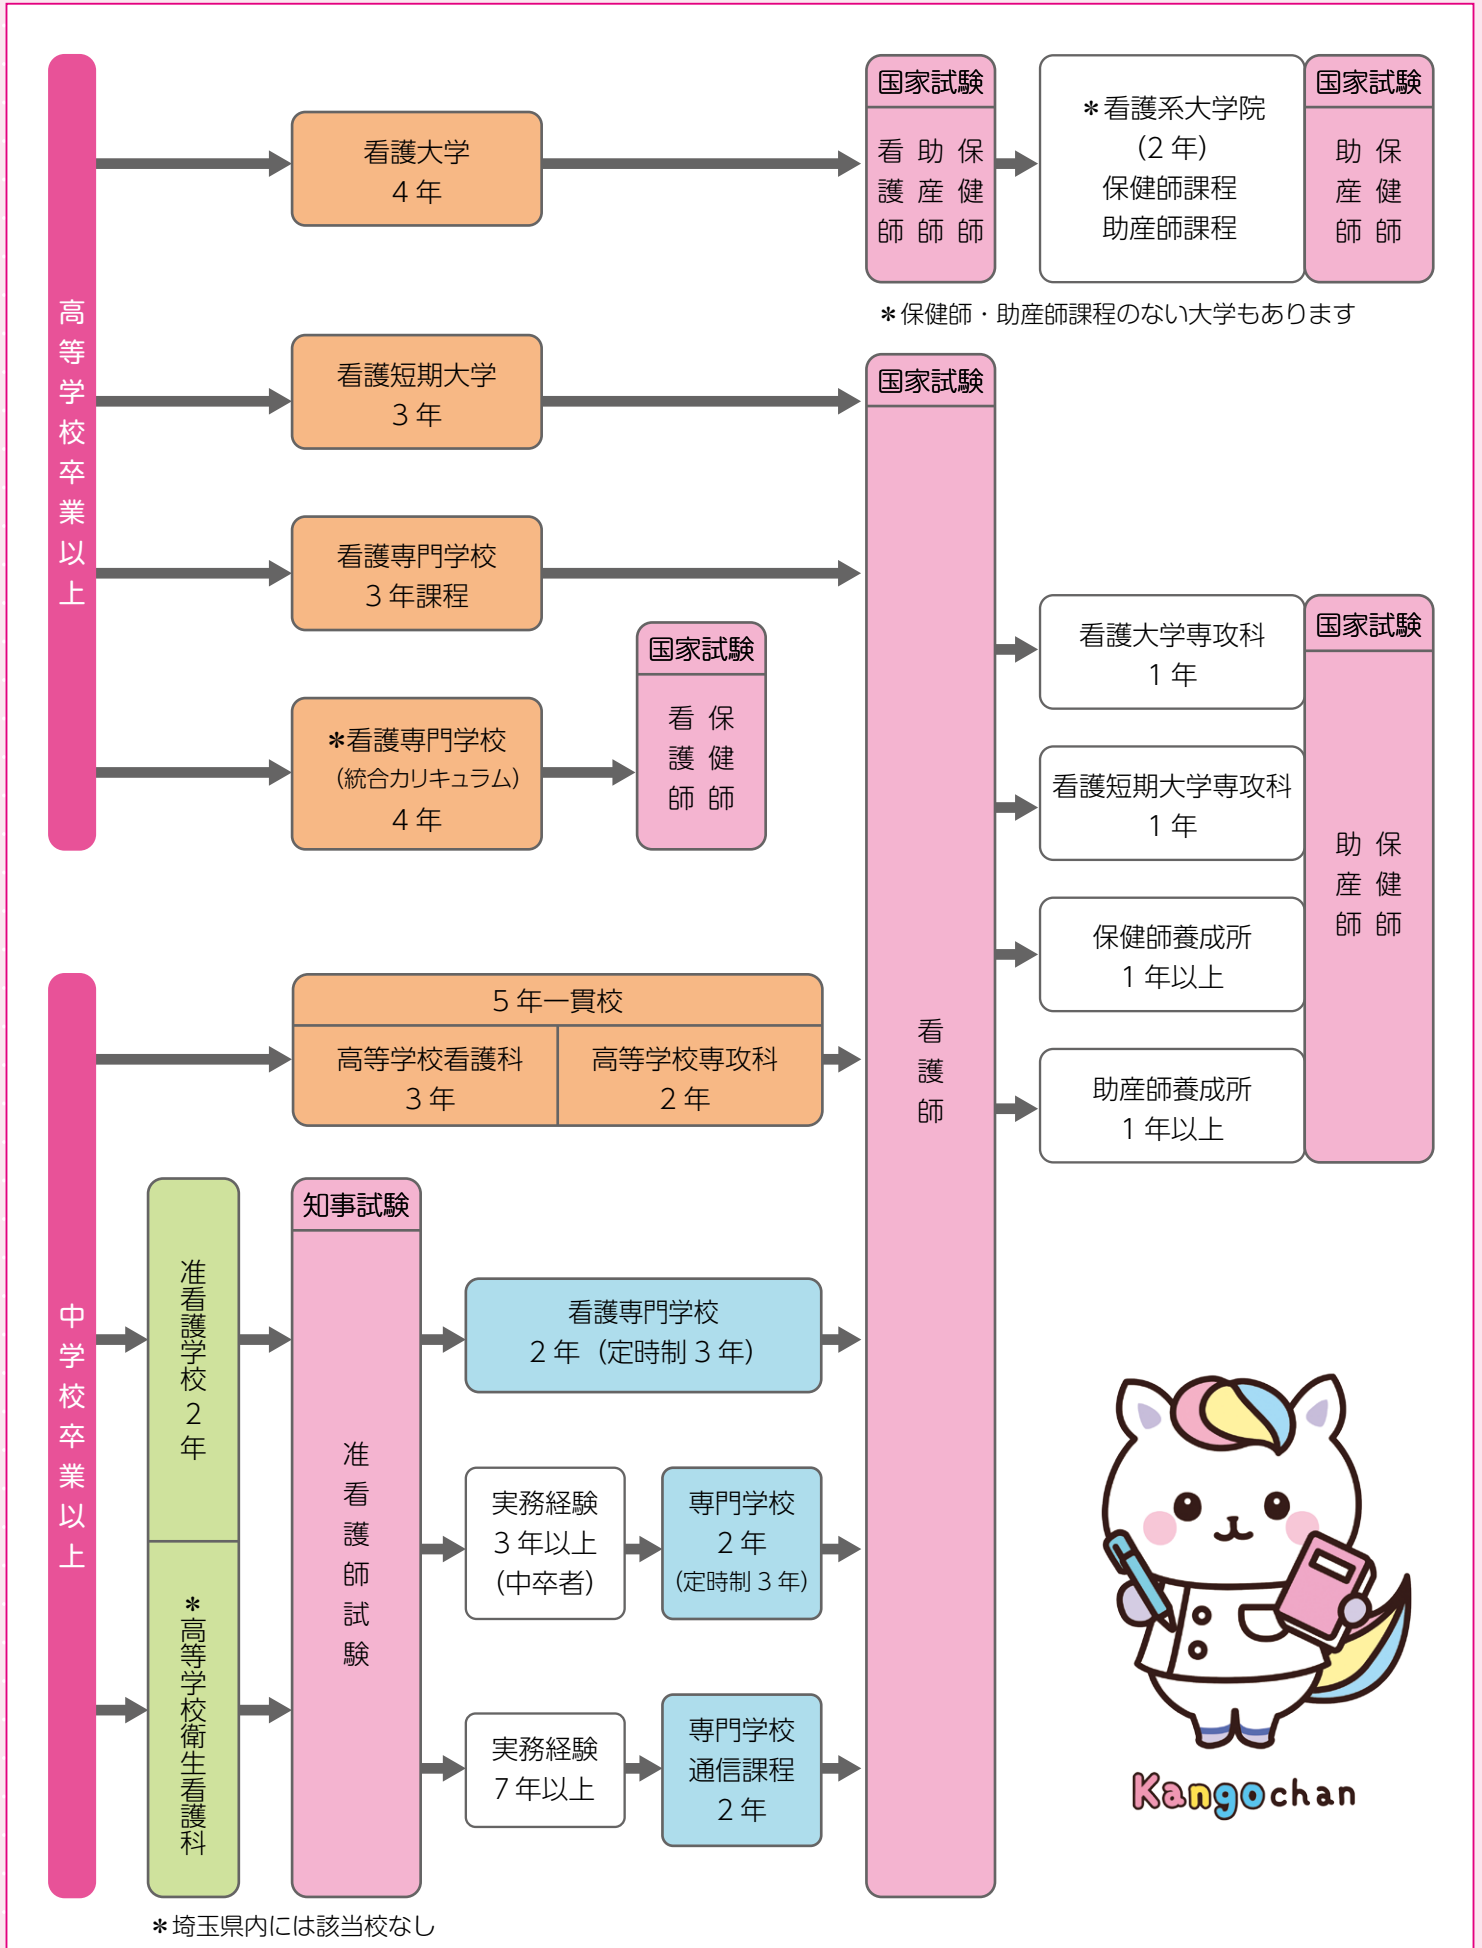 高等学校卒業以上
看護大学
4 年
国家試験
保健師
助産師
看護師
＊看護系大学院
（2 年）
保健師課程
助産師課程
国家試験
保健師
助産師
＊保健師・助産師課程のない大学もあります
看護短期大学
3 年
国家試験
看護師
看護専門学校
3 年課程
＊看護専門学校
（統合カリキュラム）
4 年
国家試験
保健師
看護師
看護大学専攻科
1 年
看護短期大学専攻科
1 年
保健師養成所
1 年以上
助産師養成所
1 年以上
国家試験
保健師
助産師
中学校卒業以上
5 年一貫校
高等学校看護科
3 年
高等学校専攻科
2 年
准看護学校 2 年
＊高等学校衛生看護科
知事試験
准看護師試験
看護専門学校
2 年（定時制 3 年）
実務経験
3 年以上
（中卒者）
専門学校
2 年
（定時制 3 年）
実務経験
7 年以上
専門学校
通信課程
2 年
Kangochan
＊埼玉県内には該当校なし